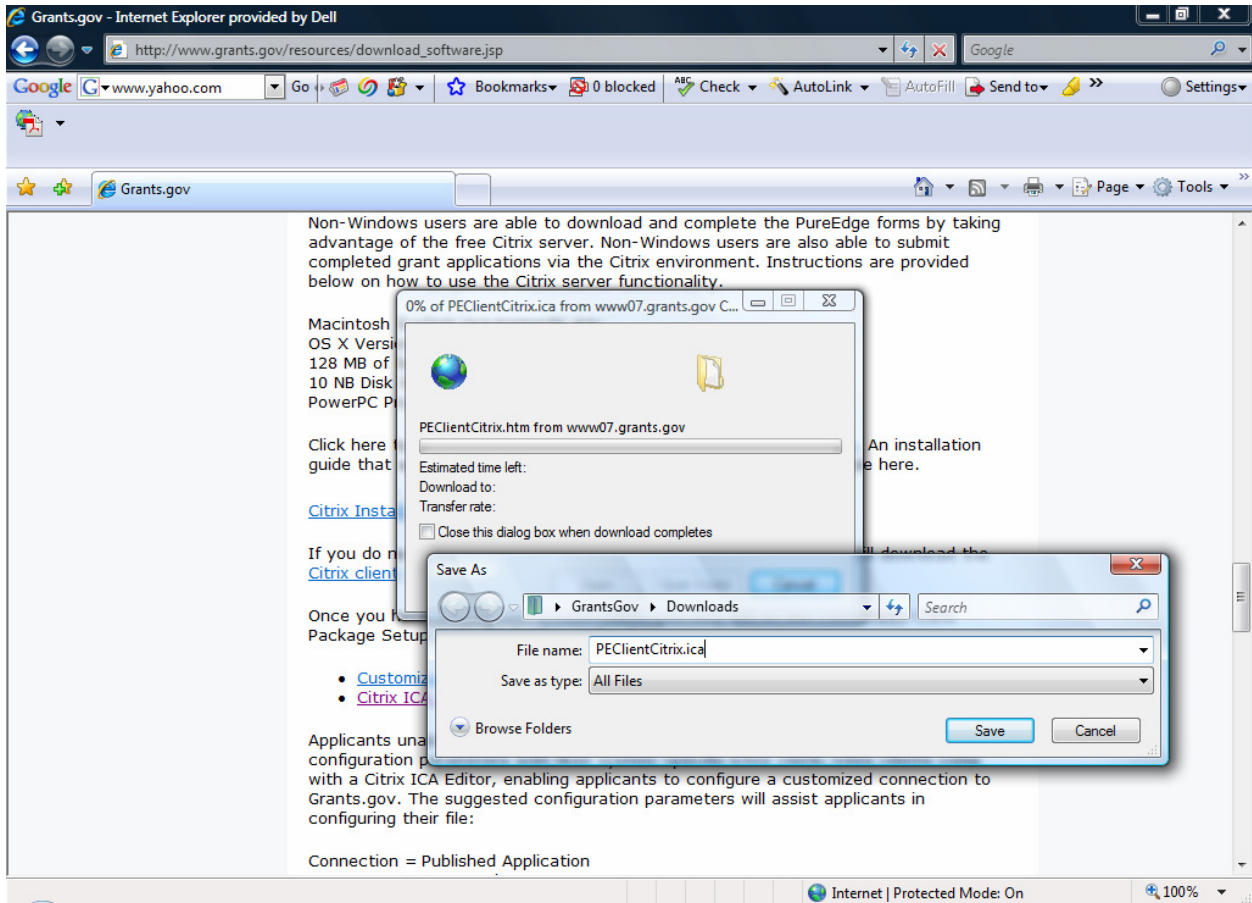 Grants.gov - Internet Explorer provided by Dell
http://www.grants.gov/resources/download_software.jsp
Google
Google G www.yahoo.com Go Bookmarks 0 blocked ABC Check AutoLink AutoFill Send to >> Settings
Grants.gov
Page Tools >>
Non-Windows users are able to download and complete the PureEdge forms by taking
advantage of the free Citrix server. Non-Windows users are also able to submit
completed grant applications via the Citrix environment. Instructions are provided
below on how to use the Citrix server functionality.
0% of PEClientCitrix.ica from www07.grants.gov C...
Macintosh
OS X Versi
128 MB of
10 NB Disk
PowerPC P
PEClientCitrix.htm from www07.grants.gov
Click here An installation
guide that here.
Estimated time left:
Download to:
Transfer rate:
Citrix Insta
Close this dialog box when download completes
If you do n download the
Citrix client
Save As
GrantsGov Downloads Search
Once you h
Package Setup
File name: PEClientCitrix.ica
Save as type: All Files
• Customiz
• Citrix ICA
Browse Folders Save Cancel
Applicants una
configuration p
with a Citrix ICA Editor, enabling applicants to configure a customized connection to
Grants.gov. The suggested configuration parameters will assist applicants in
configuring their file:
Connection = Published Application
Internet | Protected Mode: On 100%